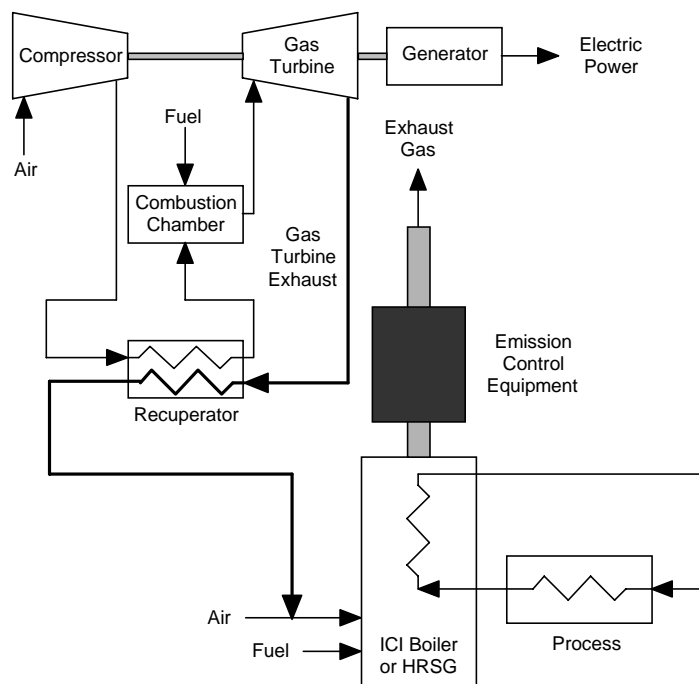 Compressor
Gas
Turbine
Generator
Electric
Power
Air
Fuel
Exhaust
Gas
Combustion
Chamber
Gas
Turbine
Exhaust
Emission
Control
Equipment
Recuperator
Air
Fuel
ICI Boiler
or HRSG
Process